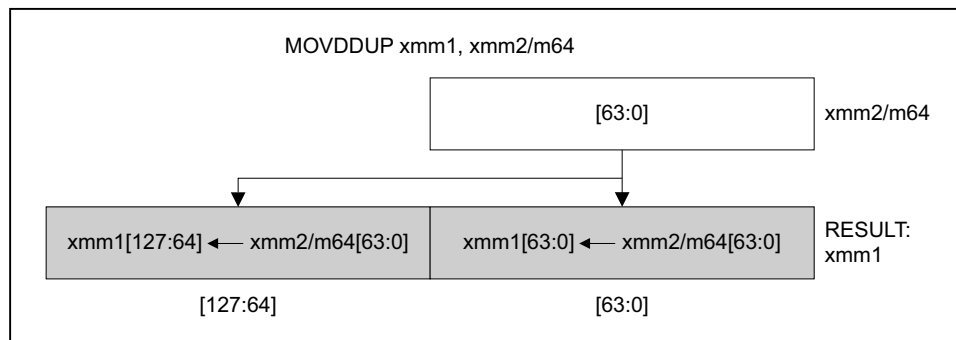 MOVDDUP xmm1, xmm2/m64
[63:0]
xmm2/m64
xmm1[127:64] ← xmm2/m64[63:0]
xmm1[63:0] ← xmm2/m64[63:0]
RESULT:
xmm1
[127:64]
[63:0]